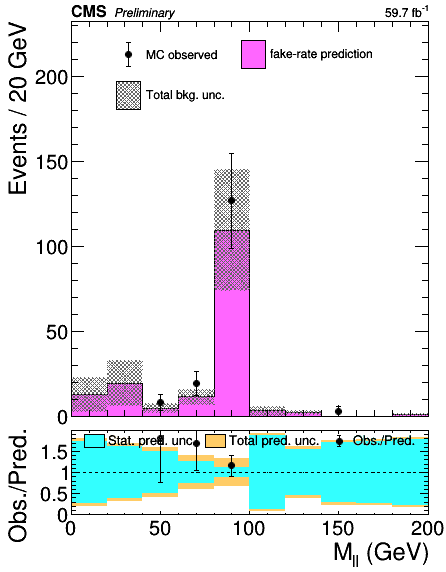 CMS Preliminary 59.7 fb⁻¹
Events / 20 GeV
MC observed fake-rate prediction
Total bkg. unc.
200
150
100
50
0
Obs./Pred.
Stat. pred. unc. Total pred. unc. Obs./Pred.
1.5
1
0.5
0
0 50 100 150 200
M_ll (GeV)